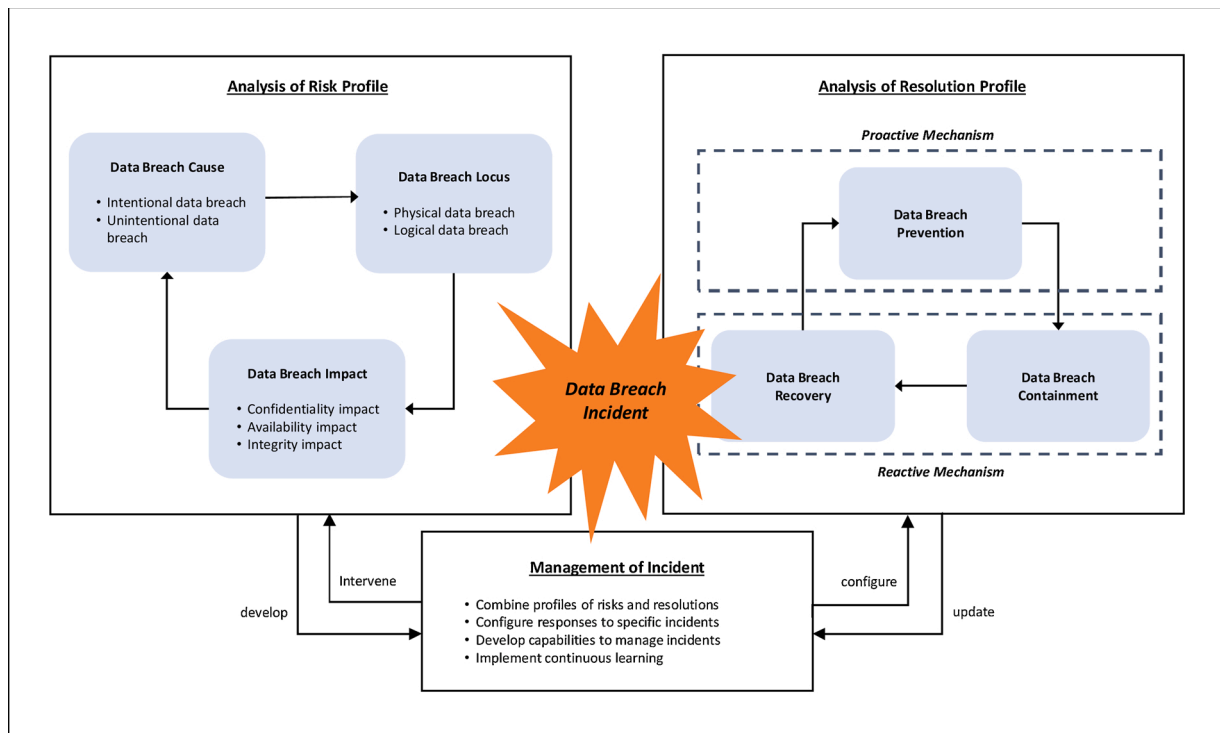 Analysis of Risk Profile
Data Breach Cause
• Intentional data breach
• Unintentional data
breach
Data Breach Locus
• Physical data breach
• Logical data breach
Data Breach Impact
• Confidentiality impact
• Availability impact
• Integrity impact
Data Breach
Incident
Analysis of Resolution Profile
Proactive Mechanism
Data Breach
Prevention
Data Breach
Recovery
Data Breach
Containment
Reactive Mechanism
develop
Intervene
Management of Incident
• Combine profiles of risks and resolutions
• Configure responses to specific incidents
• Develop capabilities to manage incidents
• Implement continuous learning
configure
update